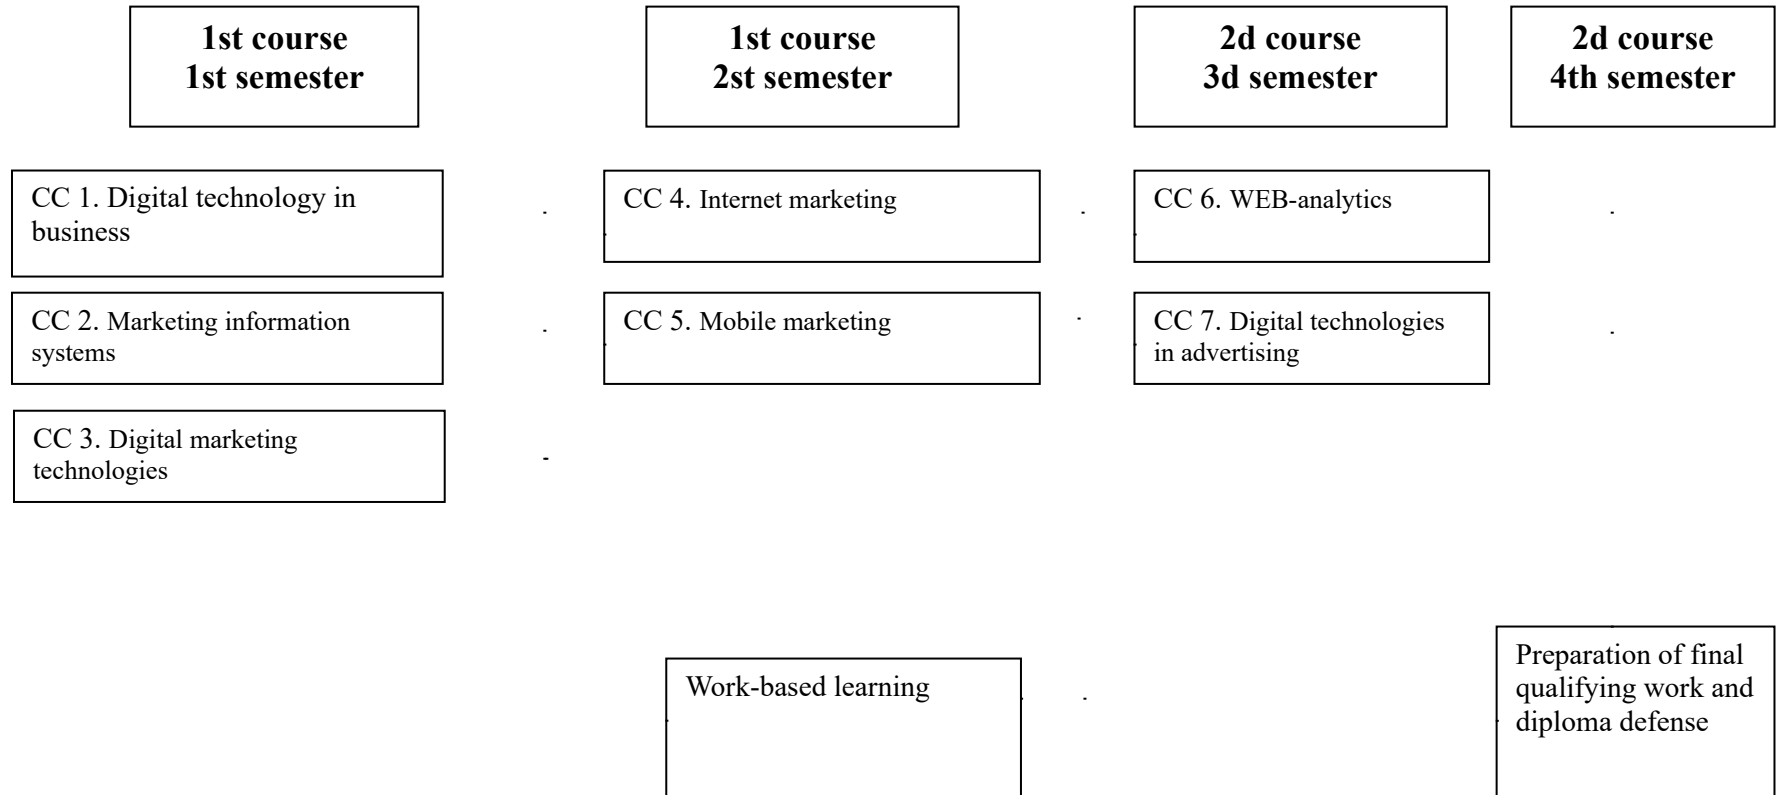 1st course
1st semester
1st course
2st semester
2d course
3d semester
2d course
4th semester
CC 1. Digital technology in
business
CC 4. Internet marketing
CC 6. WEB-analytics
CC 2. Marketing information
systems
CC 5. Mobile marketing
CC 7. Digital technologies
in advertising
CC 3. Digital marketing
technologies
Work-based learning
Preparation of final
qualifying work and
diploma defense